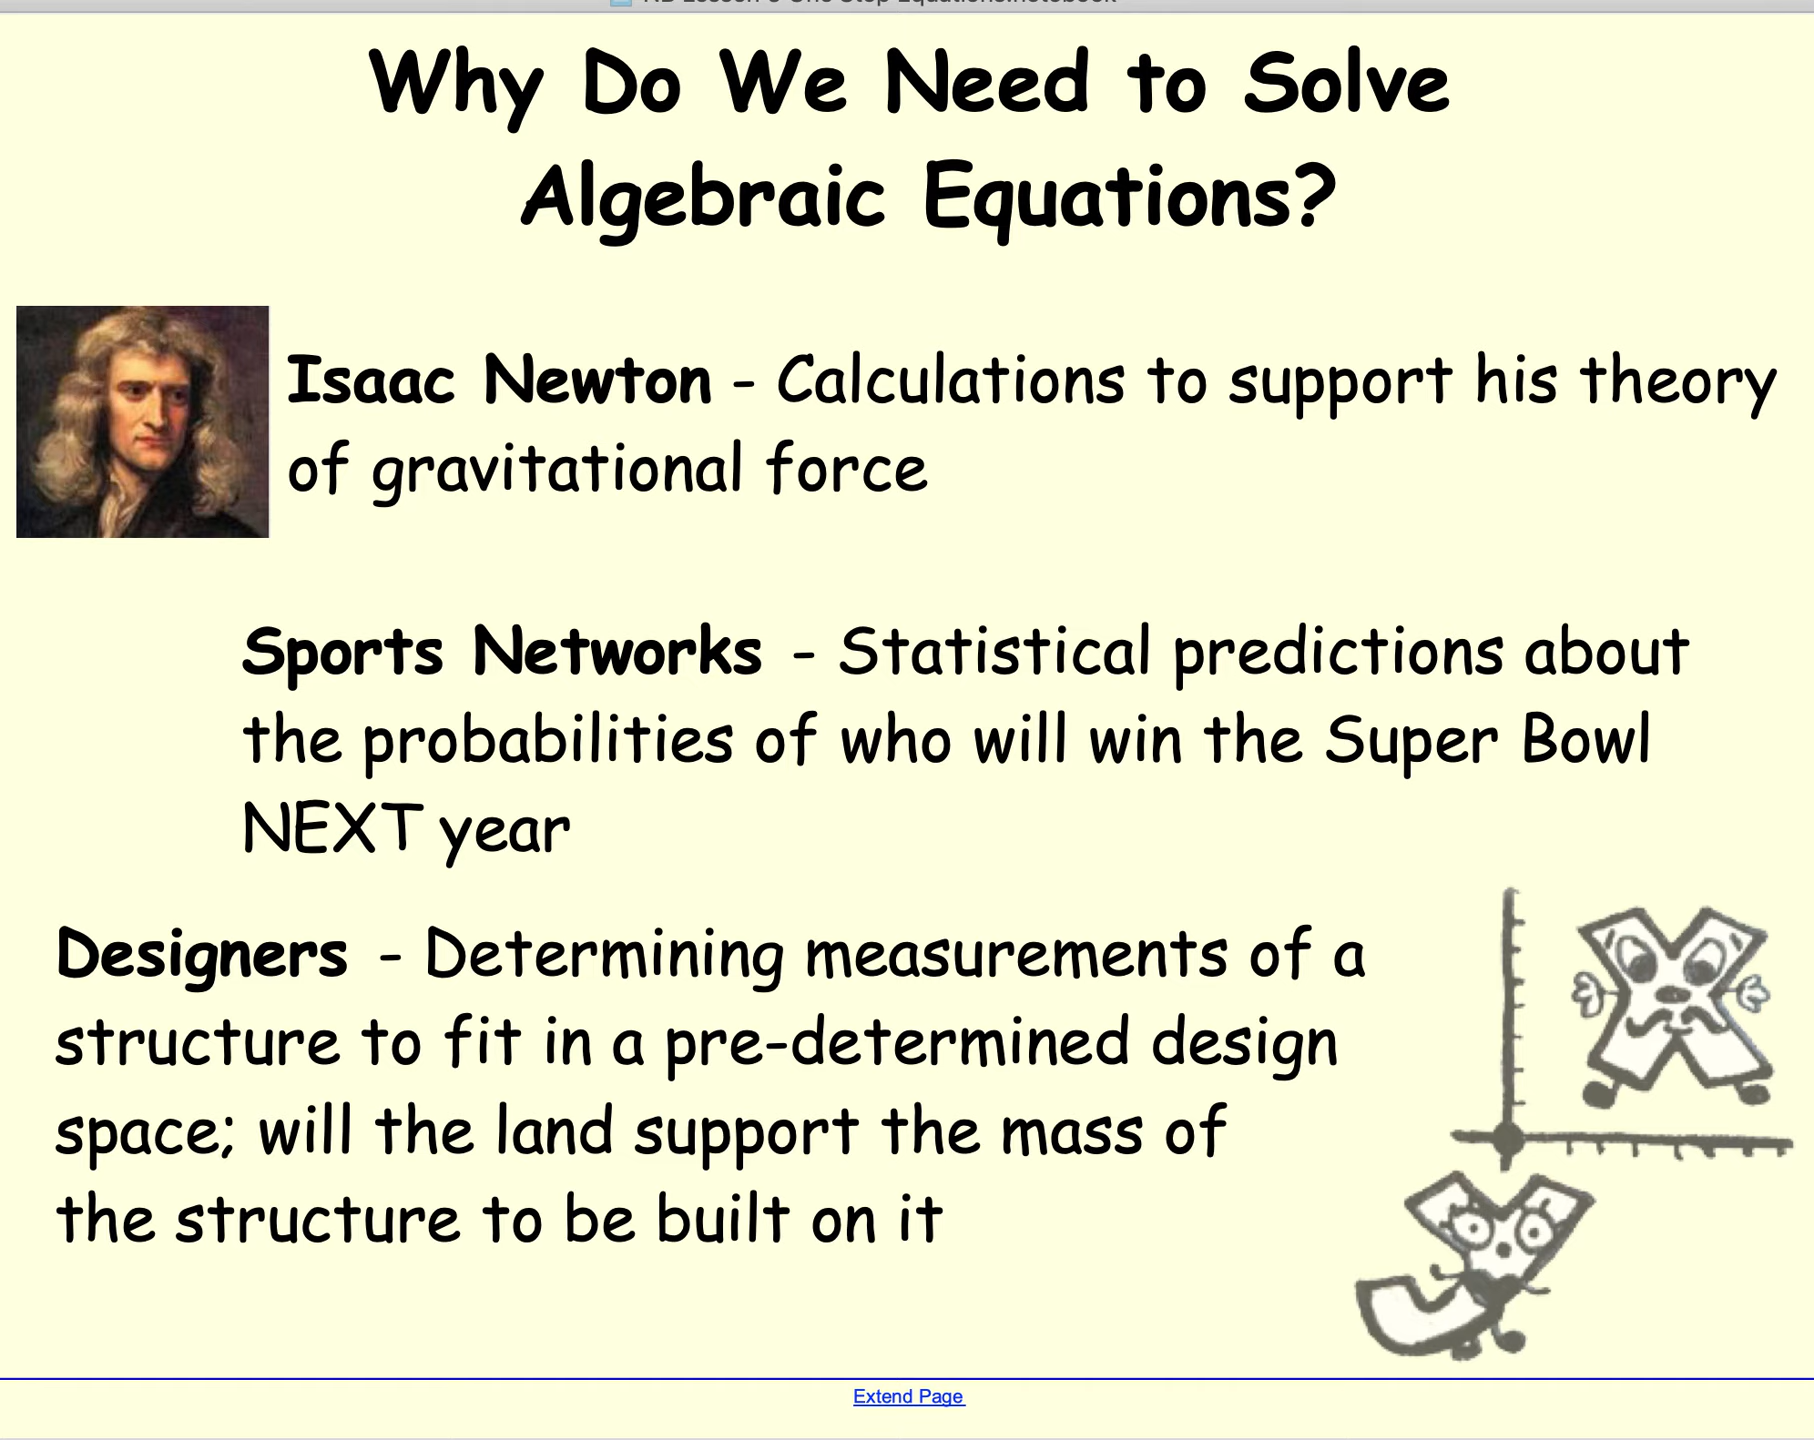 Why Do We Need to Solve
Algebraic Equations?
Isaac Newton - Calculations to support his theory
of gravitational force
Sports Networks - Statistical predictions about
the probabilities of who will win the Super Bowl
NEXT year
Designers - Determining measurements of a
structure to fit in a pre-determined design
space; will the land support the mass of
the structure to be built on it
Extend Page